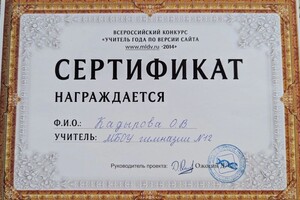 ВСЕРОССИЙСКИЙ КОНКУРС
«УЧИТЕЛЬ ГОДА ПО ВЕРСИИ САЙТА
www.mldv.ru -2014»
СЕРТИФИКАТ
НАГРАЖДАЕТСЯ
Ф.И.О.: Кадырова О.В
УЧИТЕЛЬ: МБОУ гимназии №12
Руководитель проекта: